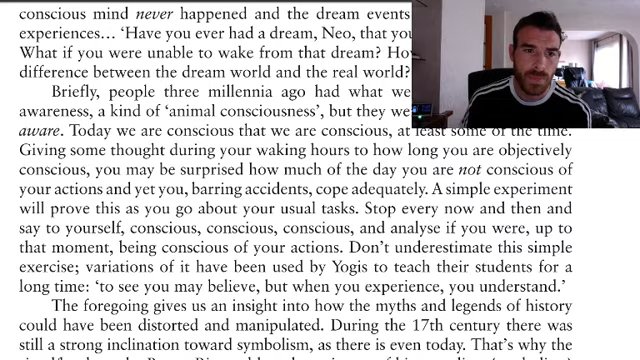 conscious mind never happened and the dream events
experiences… ‘Have you ever had a dream, Neo, that you
What if you were unable to wake from that dream?
difference between the dream world and the real world?
Briefly, people three millennia ago had what we
awareness, a kind of ‘animal consciousness’, but they
aware. Today we are conscious that we are conscious, at least some of the time.
Giving some thought during your waking hours to how long you are objectively
conscious, you may be surprised how much of the day you are not conscious of
your actions and yet you, barring accidents, cope adequately. A simple experiment
will prove this as you go about your usual tasks. Stop every now and then and
say to yourself, conscious, conscious, conscious, and analyse if you were, up to
that moment, being conscious of your actions. Don’t underestimate this simple
exercise; variations of it have been used by Yogis to teach their students for a
long time: ‘to see you may believe, but when you experience, you understand.’
The foregoing gives us an insight into how the myths and legends of history
could have been distorted and manipulated. During the 17th century there was
still a strong inclination toward symbolism, as there is even today. That’s why the